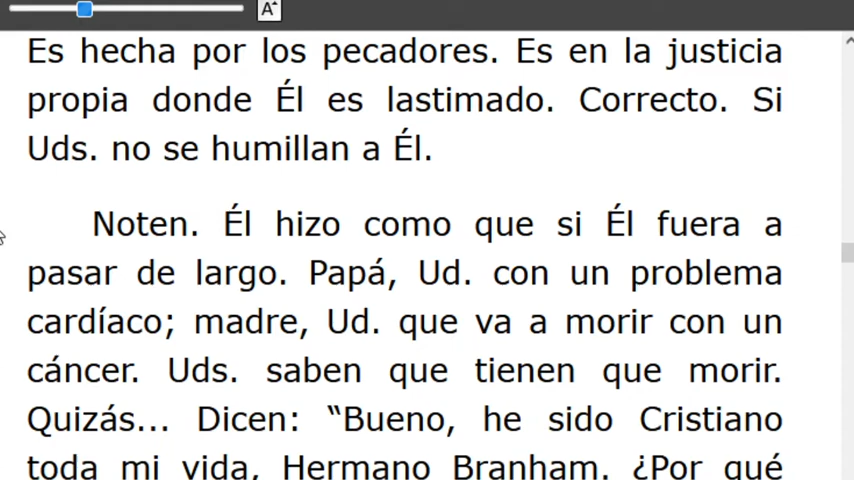 A
Es hecha por los pecadores. Es en la justicia
propia donde Él es lastimado. Correcto. Si
Uds. no se humillan a Él.
Noten. Él hizo como que si Él fuera a
pasar de largo. Papá, Ud. con un problema
cardíaco; madre, Ud. que va a morir con un
cáncer. Uds. saben que tienen que morir.
Quizás... Dicen: “Bueno, he sido Cristiano
toda mi vida, Hermano Branham. ¿Por qué